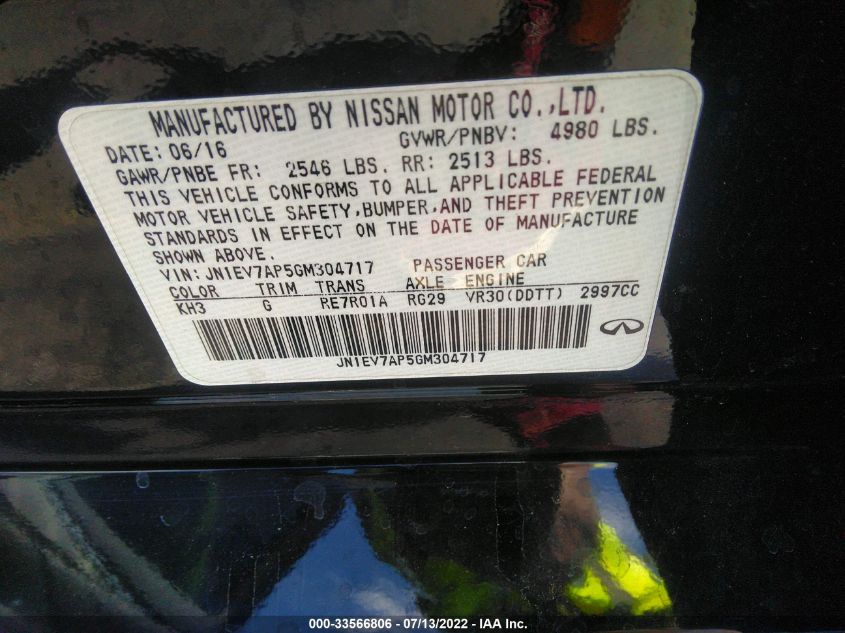 MANUFACTURED BY NISSAN MOTOR CO.,LTD.
DATE: 06/16 GVWR/PNBV: 4980 LBS.
GAWR/PNBE FR: 2546 LBS. RR: 2513 LBS.
THIS VEHICLE CONFORMS TO ALL APPLICABLE FEDERAL
MOTOR VEHICLE SAFETY,BUMPER,AND THEFT PREVENTION
STANDARDS IN EFFECT ON THE DATE OF MANUFACTURE
SHOWN ABOVE.
VIN: JN1EV7AP5GM304717 PASSENGER CAR
COLOR TRIM TRANS AXLE ENGINE
KH3 G RE7R01A RG29 VR30(DDTT) 2997CC
JN1EV7AP5GM304717
000-33566806 - 07/13/2022 - IAA Inc.